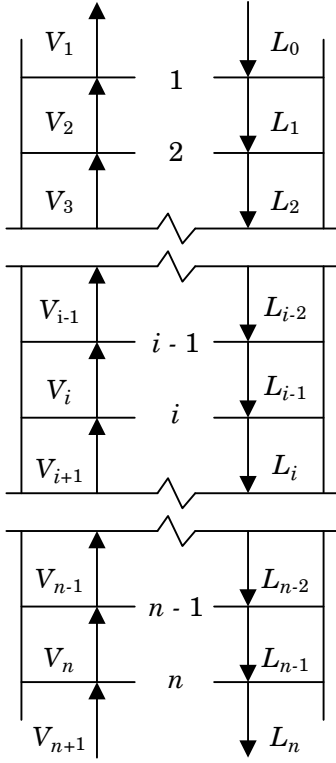 V₁ L₀
1
V₂ L₁
2
V₃ L₂
Vᵢ₋₁ Lᵢ₋₂
i - 1
Vᵢ Lᵢ₋₁
i
Vᵢ₊₁ Lᵢ
Vₙ₋₁ Lₙ₋₂
n - 1
Vₙ Lₙ₋₁
n
Vₙ₊₁ Lₙ